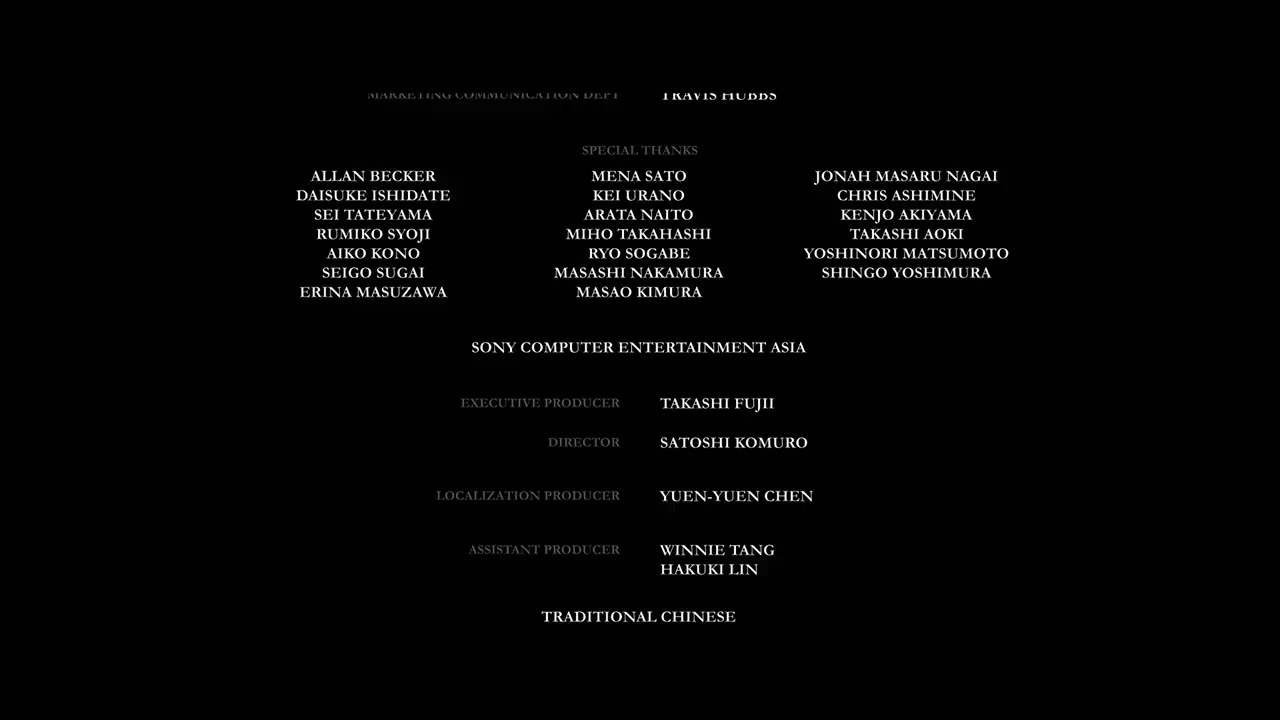 MARKETING COMMUNICATION DEPT TRAVIS HUBBS
SPECIAL THANKS
ALLAN BECKER MENA SATO JONAH MASARU NAGAI
DAISUKE ISHIDATE KEI URANO CHRIS ASHIMINE
SEI TATEYAMA ARATA NAITO KENJO AKIYAMA
RUMIKO SYOJI MIHO TAKAHASHI TAKASHI AOKI
AIKO KONO RYO SOGABE YOSHINORI MATSUMOTO
SEIGO SUGAI MASASHI NAKAMURA SHINGO YOSHIMURA
ERINA MASUZAWA MASAO KIMURA
SONY COMPUTER ENTERTAINMENT ASIA
EXECUTIVE PRODUCER TAKASHI FUJII
DIRECTOR SATOSHI KOMURO
LOCALIZATION PRODUCER YUEN-YUEN CHEN
ASSISTANT PRODUCER WINNIE TANG
HAKUKI LIN
TRADITIONAL CHINESE